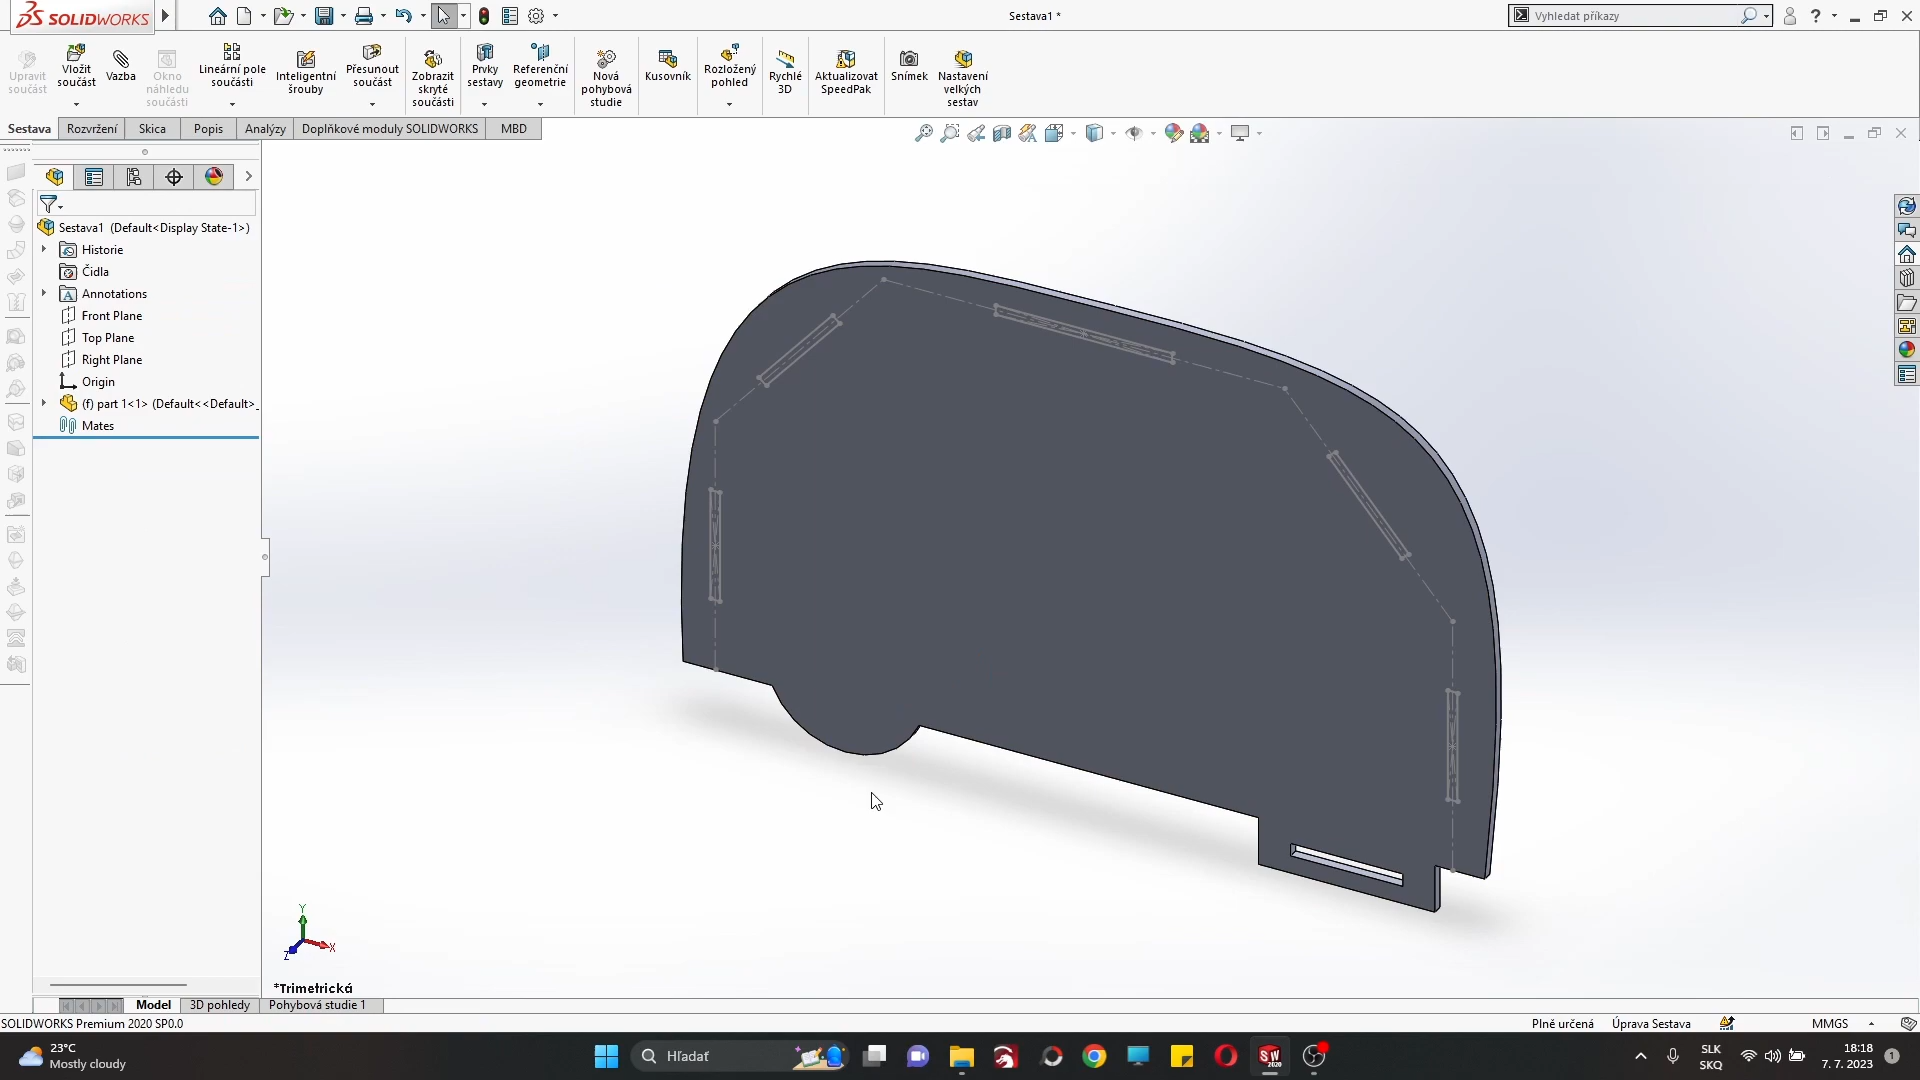 SOLIDWORKS
Sestava1 *
Vyhledat příkazy
Upravit součást
Vložit součást
Vazba
Okno náhledu součásti
Lineární pole součásti
Inteligentní šrouby
Přesunout součást
Zobrazit skryté součásti
Prvky sestavy
Referenční geometrie
Nová pohybová studie
Kusovník
Rozložený pohled
Rychlé 3D
Aktualizovat SpeedPak
Snímek
Nastavení velkých sestav
Sestava
Rozvržení
Skica
Popis
Analýzy
Doplňkové moduly SOLIDWORKS
MBD
Sestava1 (Default<Display State-1>)
Historie
Čidla
Annotations
Front Plane
Top Plane
Right Plane
Origin
(f) part 1<1> (Default<<Default>_
Mates
Y
X
Z
*Trimetrická
Model
3D pohledy
Pohybová studie 1
SOLIDWORKS Premium 2020 SP0.0
Plně určená
Úprava Sestava
MMGS
23°C
Mostly cloudy
Hľadať
SW
2020
SLK
SKQ
18:18
7. 7. 2023
1